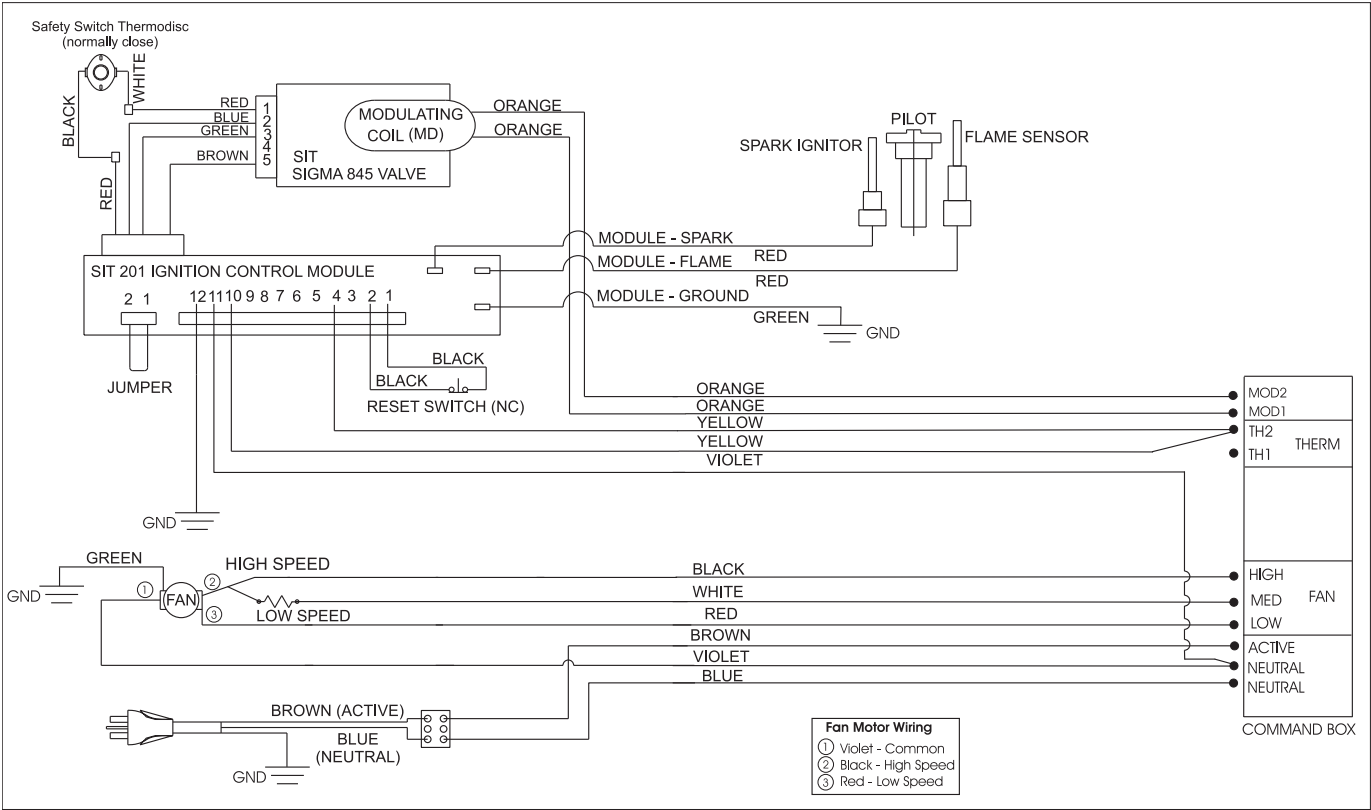 Safety Switch Thermodisc
(normally close)
BLACK
WHITE
RED
BLUE
GREEN
BROWN
RED
1
2
3
4
5
MODULATING
COIL (MD)
SIT
SIGMA 845 VALVE
ORANGE
ORANGE
SPARK IGNITOR
PILOT
FLAME SENSOR
MODULE - SPARK
RED
MODULE - FLAME
RED
MODULE - GROUND
GREEN
GND
SIT 201 IGNITION CONTROL MODULE
2 1
12 11 10 9 8 7 6 5 4 3 2 1
JUMPER
BLACK
BLACK
RESET SWITCH (NC)
ORANGE
ORANGE
YELLOW
YELLOW
VIOLET
MOD2
MOD1
TH2
THERM
TH1
GND
GREEN
GND
1
FAN
2
3
HIGH SPEED
LOW SPEED
BLACK
WHITE
RED
BROWN
VIOLET
BLUE
HIGH
MED
FAN
LOW
ACTIVE
NEUTRAL
NEUTRAL
COMMAND BOX
BROWN (ACTIVE)
BLUE
(NEUTRAL)
GND
Fan Motor Wiring
1 Violet - Common
2 Black - High Speed
3 Red - Low Speed